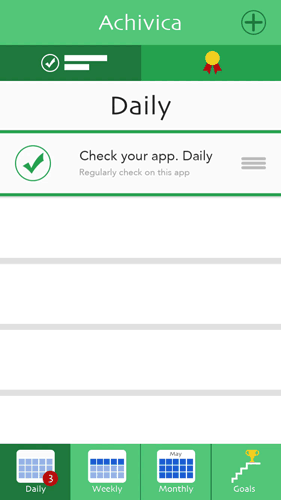 Achivica
Daily
Check your app. Daily
Regularly check on this app
May
3
Daily
Weekly
Monthly
Goals